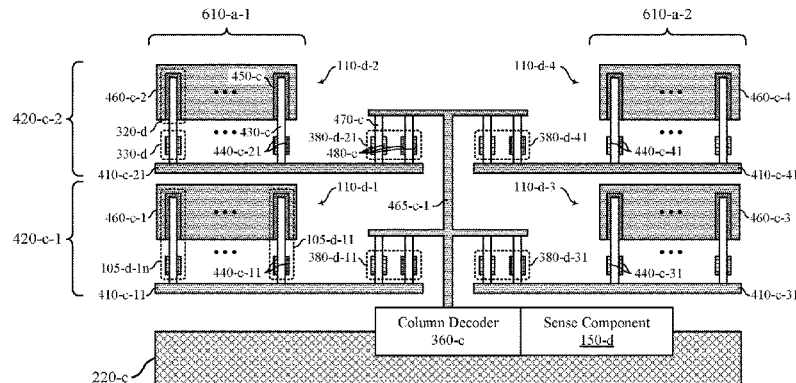 610-a-1 610-a-2
450-c 110-d-2 110-d-4
460-c-2 460-c-4
420-c-2 470-c
320-d 430-c 380-d-21 380-d-41
330-d 440-c-21 480-c 440-c-41
410-c-21 410-c-41
110-d-1 465-c-1 110-d-3
460-c-1 460-c-3
420-c-1 105-d-11
105-d-1n 440-c-11 380-d-11 380-d-31 440-c-31
410-c-11 410-c-31
Column Decoder Sense Component
360-c 150-d
220-c